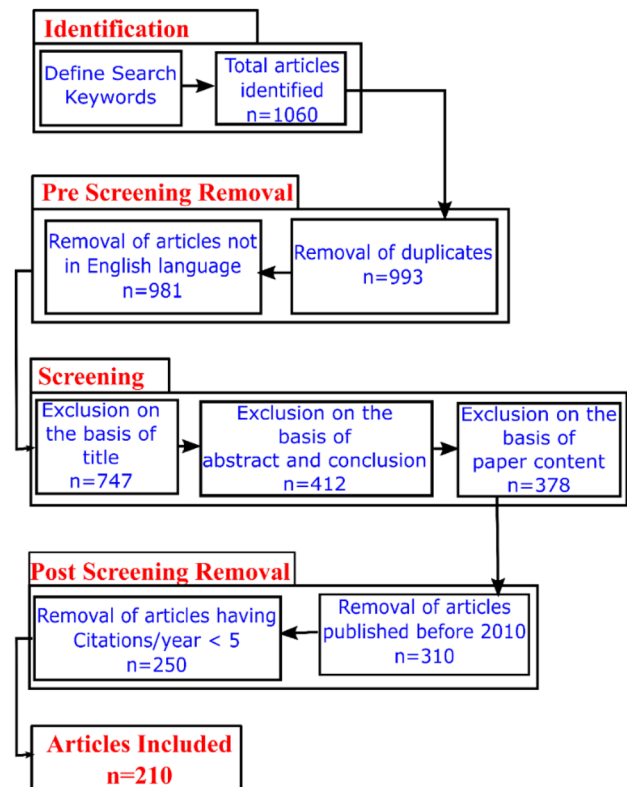 Identification
Define Search
Keywords
Total articles
identified
n=1060
Pre Screening Removal
Removal of duplicates
n=993
Removal of articles not
in English language
n=981
Screening
Exclusion on
the basis of
title
n=747
Exclusion on the
basis of
abstract and conclusion
n=412
Exclusion on the
basis of
paper content
n=378
Post Screening Removal
Removal of articles
published before 2010
n=310
Removal of articles having
Citations/year < 5
n=250
Articles Included
n=210